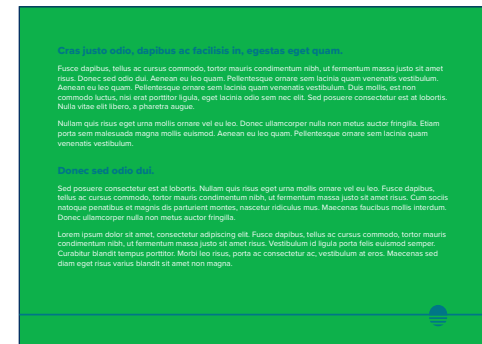 Cras justo odio, dapibus ac facilisis in, egestas eget quam.
Fusce dapibus, tellus ac cursus commodo, tortor mauris condimentum nibh, ut fermentum massa justo sit amet
risus. Donec sed odio dui. Aenean eu leo quam. Pellentesque ornare sem lacinia quam venenatis vestibulum.
Aenean eu leo quam. Pellentesque ornare sem lacinia quam venenatis vestibulum. Duis mollis, est non
commodo luctus, nisi erat porttitor ligula, eget lacinia odio sem nec elit. Sed posuere consectetur est at lobortis.
Nulla vitae elit libero, a pharetra augue.
Nullam quis risus eget urna mollis ornare vel eu leo. Donec ullamcorper nulla non metus auctor fringilla. Etiam
porta sem malesuada magna mollis euismod. Aenean eu leo quam. Pellentesque ornare sem lacinia quam
venenatis vestibulum.
Donec sed odio dui.
Sed posuere consectetur est at lobortis. Nullam quis risus eget urna mollis ornare vel eu leo. Fusce dapibus,
tellus ac cursus commodo, tortor mauris condimentum nibh, ut fermentum massa justo sit amet risus. Cum sociis
natoque penatibus et magnis dis parturient montes, nascetur ridiculus mus. Maecenas faucibus mollis interdum.
Donec ullamcorper nulla non metus auctor fringilla.
Lorem ipsum dolor sit amet, consectetur adipiscing elit. Fusce dapibus, tellus ac cursus commodo, tortor mauris
condimentum nibh, ut fermentum massa justo sit amet risus. Vestibulum id ligula porta felis euismod semper.
Curabitur blandit tempus porttitor. Morbi leo risus, porta ac consectetur ac, vestibulum at eros. Maecenas sed
diam eget risus varius blandit sit amet non magna.